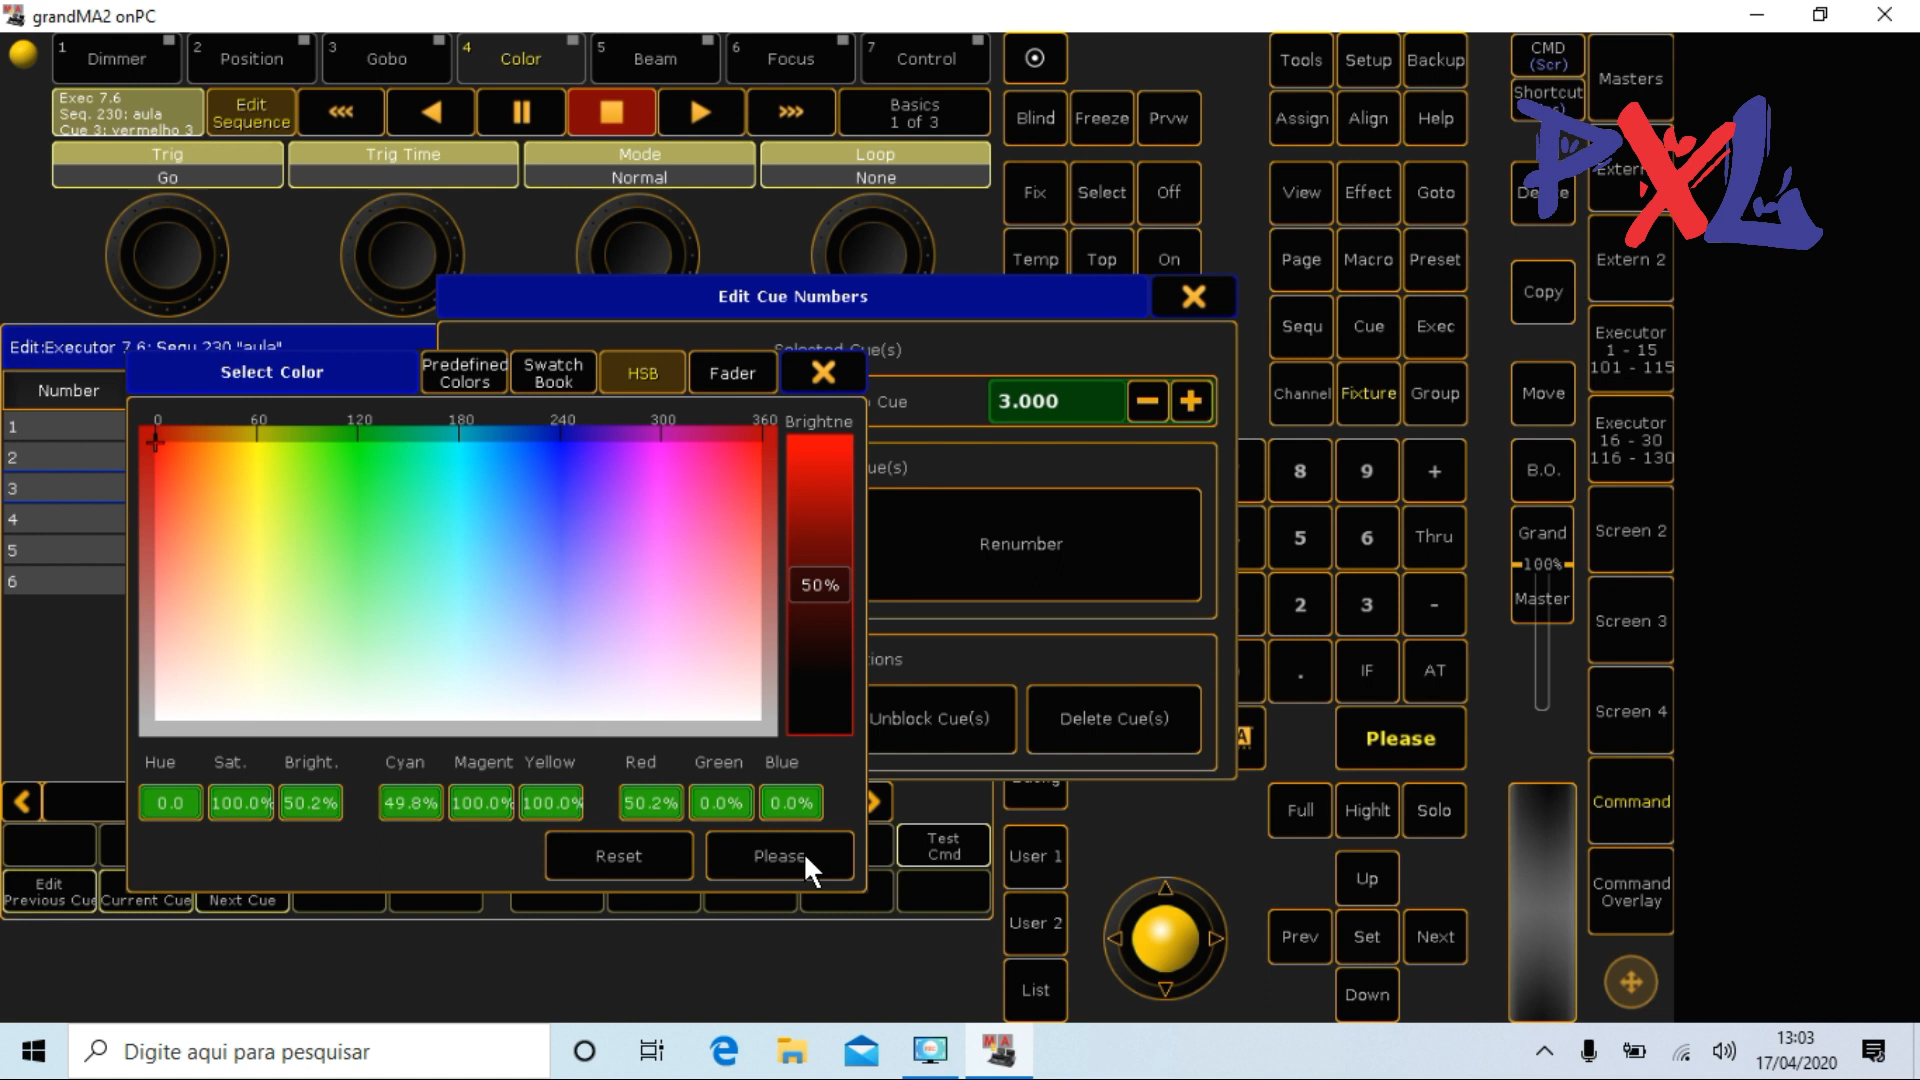 grandMA2 onPC
1 Dimmer 2 Position 3 Gobo 4 Color 5 Beam 6 Focus 7 Control
Exec 7.6
Seq. 230: aula
Cue 3: vermelho 3
Edit
Sequence
Basics
1 of 3
Trig Trig Time Mode Loop
Go Normal None
Blind Freeze Prvw
Fix Select Off
Temp Top On
Tools Setup Backup
Assign Align Help
View Effect Goto
Page Macro Preset
Sequ Cue Exec
Channel Fixture Group
8 9 +
5 6 Thru
2 3 -
. IF AT
Please
Full Highlt Solo
Up
Prev Set Next
Down
CMD
(Scr)
Shortcut
Copy
Move
B.O.
Grand
100%
Master
Masters
Extern 2
Executor
1 - 15
101 - 115
Executor
16 - 30
116 - 130
Screen 2
Screen 3
Screen 4
Command
Command
Overlay
PXL
Edit Cue Numbers
Selected Cue(s)
Cue 3.000
Renumber
Unblock Cue(s) Delete Cue(s)
Edit:Executor 7.6: Sequ 230 "aula"
Number
1
2
3
4
5
6
Select Color
Predefined
Colors
Swatch
Book
HSB
Fader
0 60 120 180 240 300 360 Brightne
50%
Hue Sat. Bright. Cyan Magent Yellow Red Green Blue
0.0 100.0% 50.2% 49.8% 100.0% 100.0% 50.2% 0.0% 0.0%
Reset Please
Test
Cmd
Edit
Previous Cue Current Cue Next Cue
User 1
User 2
List
Digite aqui para pesquisar
13:03
17/04/2020